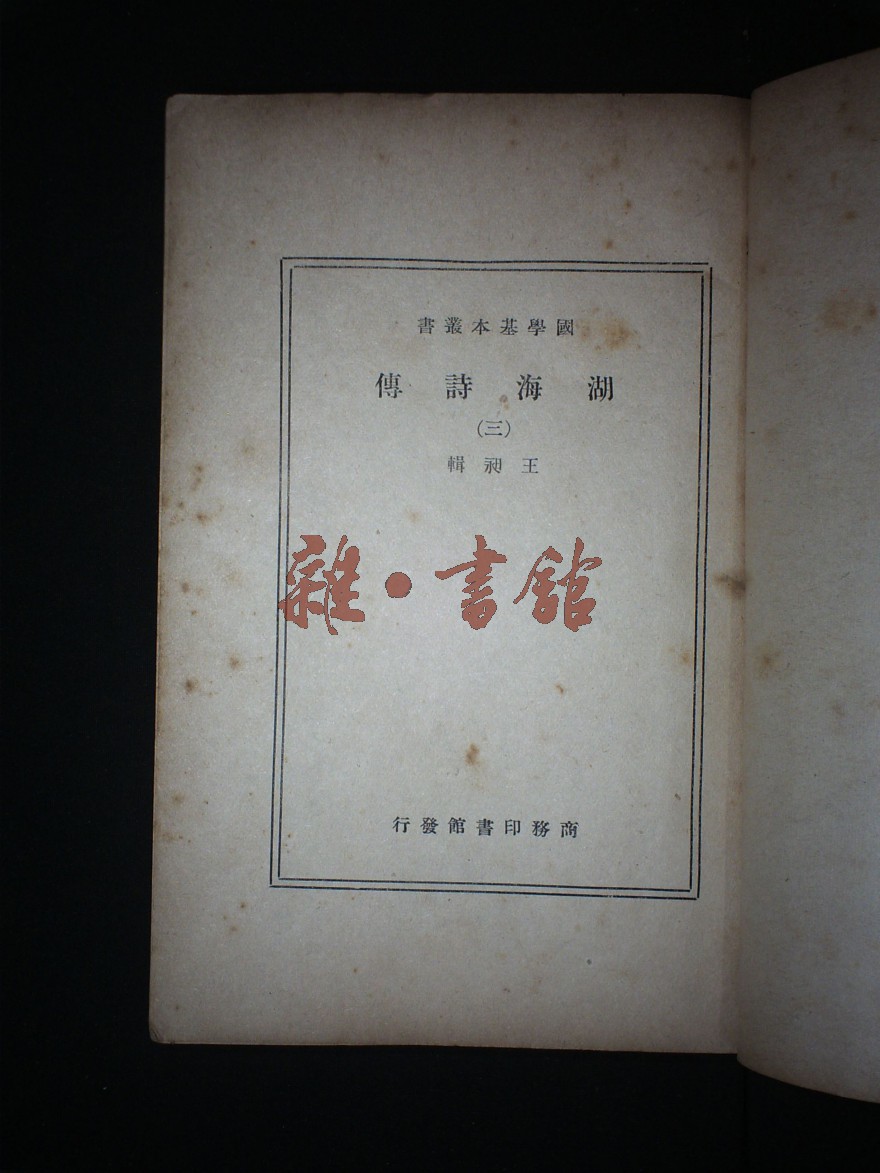 國學基本叢書
湖海詩傳
(三)
王昶輯
雜·書館
商務印書館發行